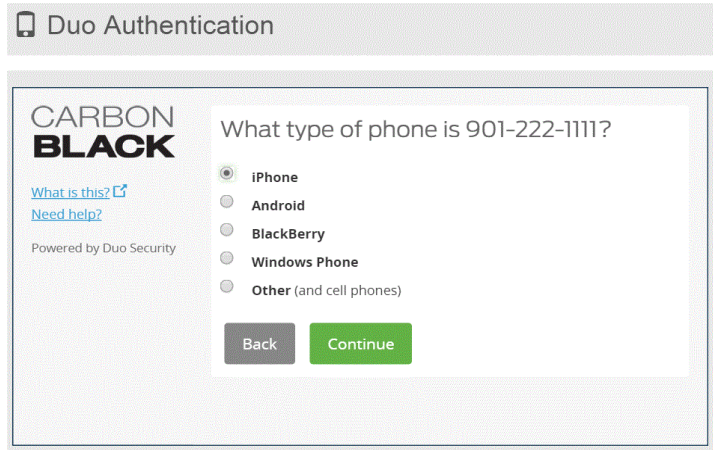 Duo Authentication
CARBON
BLACK
What is this?
Need help?
Powered by Duo Security
What type of phone is 901-222-1111?
iPhone
Android
BlackBerry
Windows Phone
Other (and cell phones)
Back
Continue